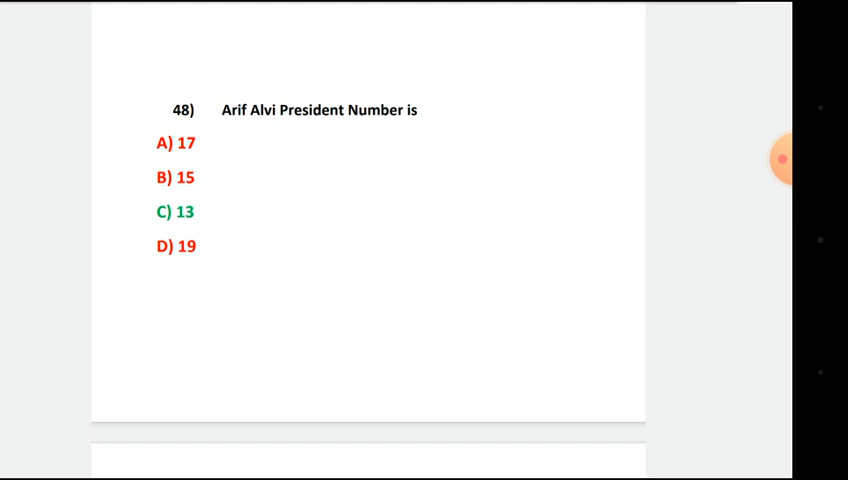 48) Arif Alvi President Number is
A) 17
B) 15
C) 13
D) 19